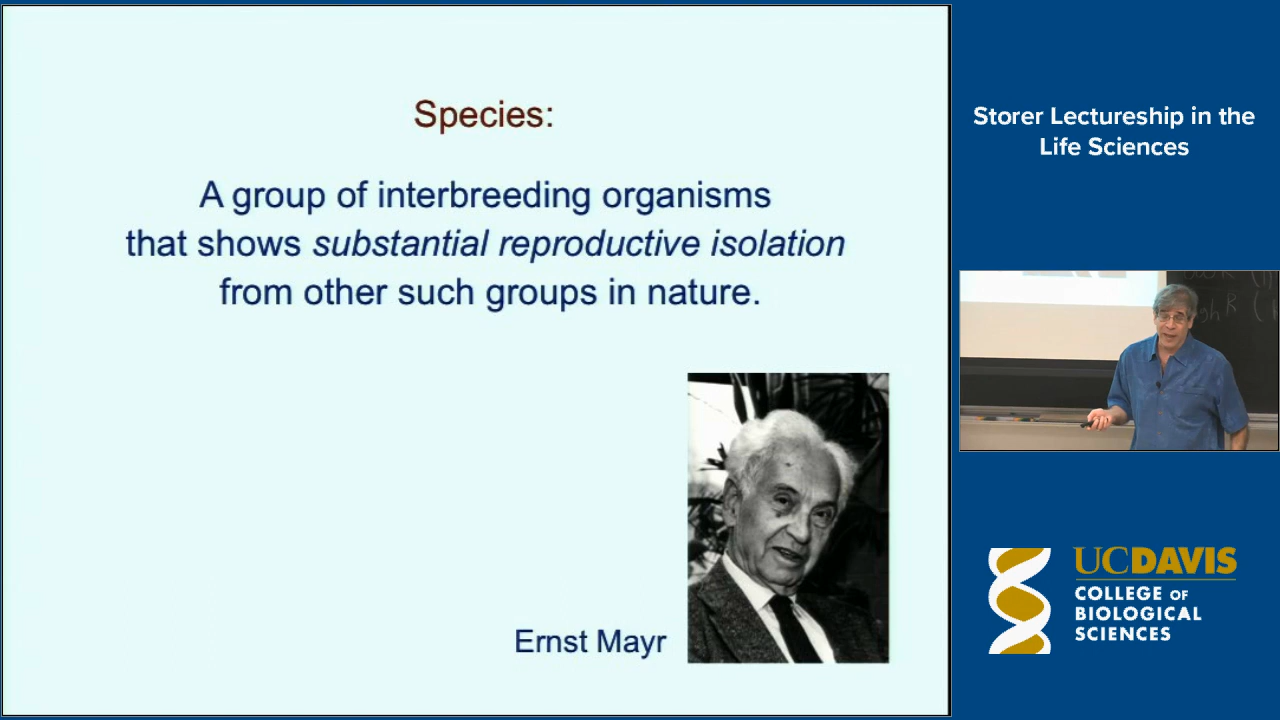 Species:
A group of interbreeding organisms
that shows substantial reproductive isolation
from other such groups in nature.
Ernst Mayr
Storer Lectureship in the
Life Sciences
UCDAVIS
COLLEGE OF
BIOLOGICAL
SCIENCES